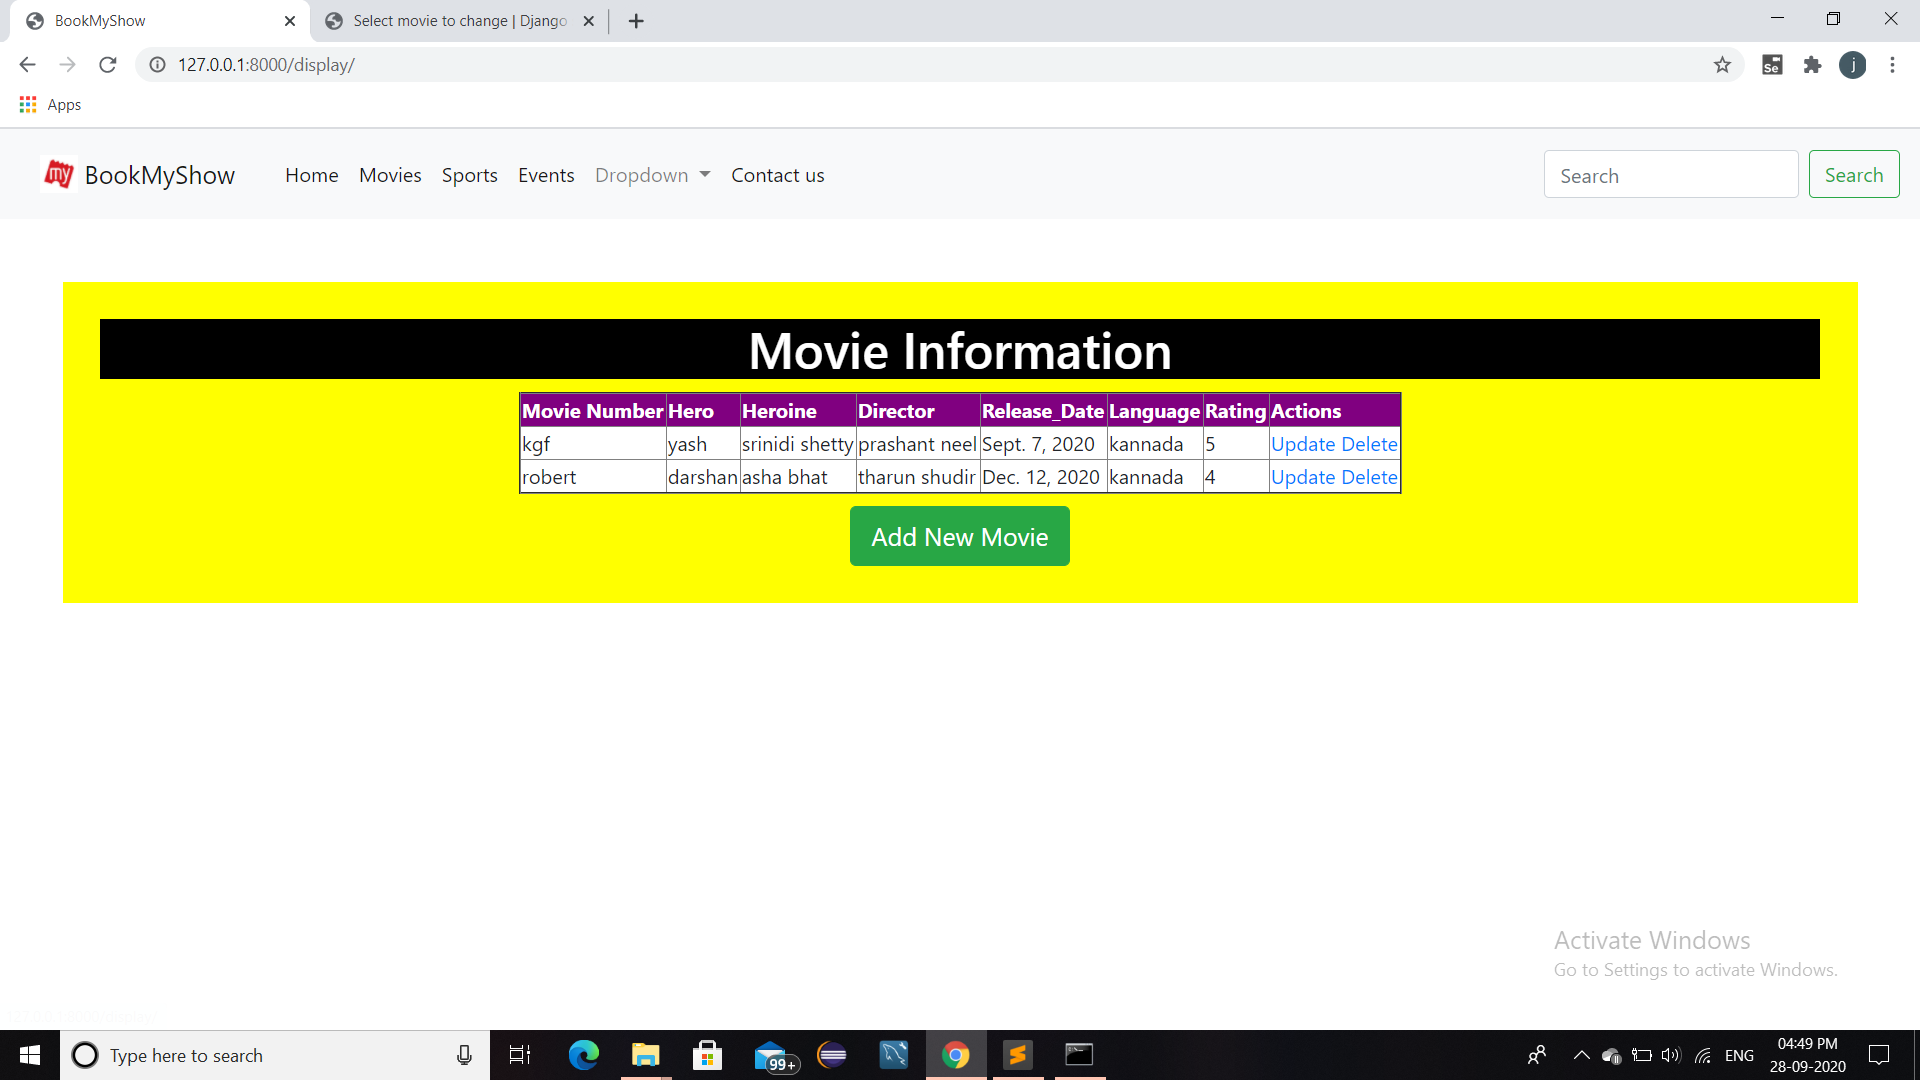 BookMyShow
Select movie to change | Django
127.0.0.1:8000/display/
Se
j
Apps
my BookMyShow Home Movies Sports Events Dropdown Contact us Search Search
Movie Information
Movie Number Hero Heroine Director Release_Date Language Rating Actions
kgf yash srinidi shetty prashant neel Sept. 7, 2020 kannada 5 Update Delete
robert darshan asha bhat tharun shudir Dec. 12, 2020 kannada 4 Update Delete
Add New Movie
Activate Windows
Go to Settings to activate Windows.
Type here to search
99+
ENG
04:49 PM
28-09-2020